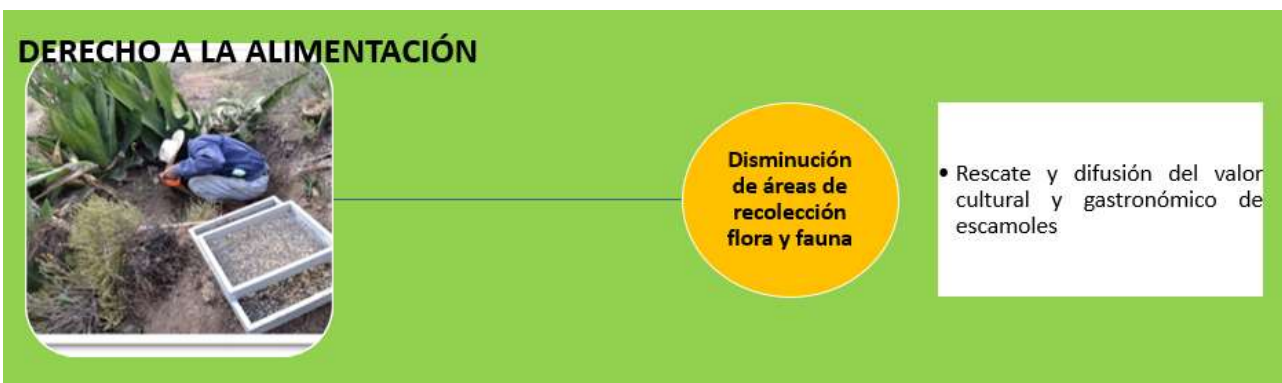 DERECHO A LA ALIMENTACIÓN
Disminución
de áreas de
recolección
flora y fauna
• Rescate y difusión del valor
cultural y gastronómico de
escamoles